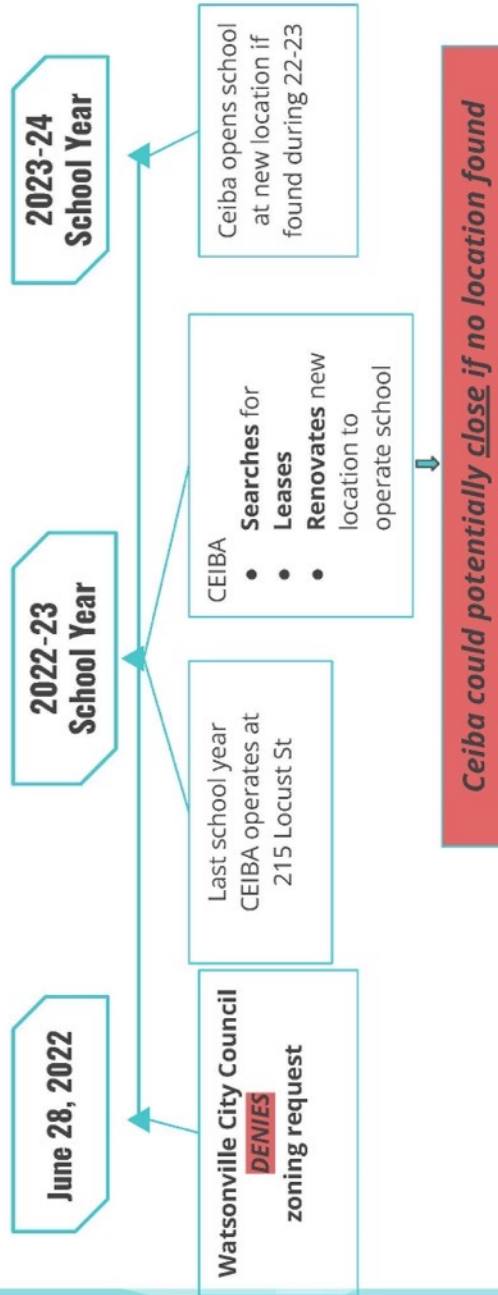 June 28, 2022
Watsonville City Council
DENIES
zoning request
2022-23
School Year
Last school year
CEIBA operates at
215 Locust St
CEIBA
● Searches for
● Leases
● Renovates new
location to
operate school
2023-24
School Year
Ceiba opens school
at new location if
found during 22-23
Ceiba could potentially close if no location found